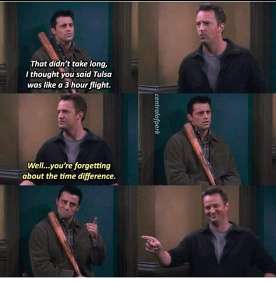 That didn't take long,
I thought you said Tulsa
was like a 3 hour flight.
Well...you're forgetting
about the time difference.